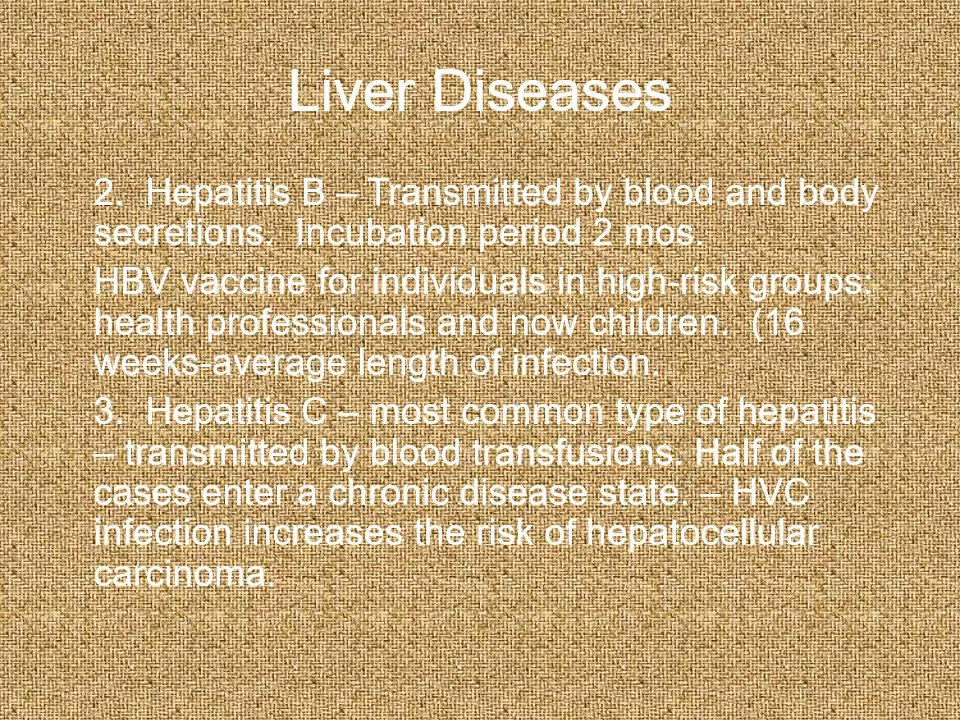 Liver Diseases
2. Hepatitis B – Transmitted by blood and body
secretions. Incubation period 2 mos.
HBV vaccine for individuals in high-risk groups:
health professionals and now children. (16
weeks-average length of infection.
3. Hepatitis C – most common type of hepatitis
– transmitted by blood transfusions. Half of the
cases enter a chronic disease state. – HVC
infection increases the risk of hepatocellular
carcinoma.